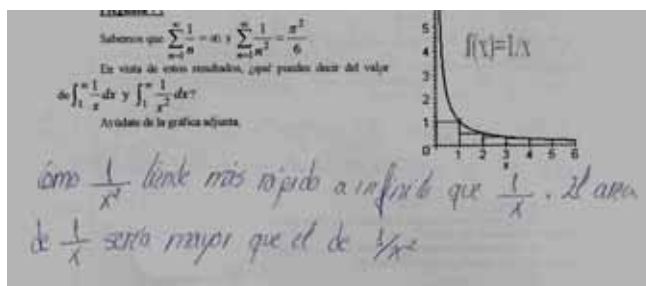 Sabemos que $\sum_{n=1}^{\infty} \frac{1}{n} = \infty$ y $\sum_{n=1}^{\infty} \frac{1}{n^2} = \frac{\pi^2}{6}$.
En vista de estos resultados, ¿qué puedes decir del valor
de $\int_1^{\infty} \frac{1}{x} dx$ y $\int_1^{\infty} \frac{1}{x^2} dx$?
Ayúdate de la gráfica adjunta.
f(x)=1/x
5
4
3
2
1
0 1 2 3 4 5 6
x
como $\frac{1}{x^2}$ tiende más rápido a infinito que $\frac{1}{x}$. El area
de $\frac{1}{x}$ sería mayor que el de 1/x²